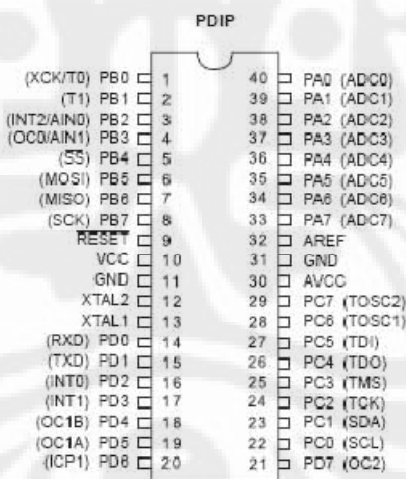 PDIP
(XCK/T0) PB0 1 40 PA0 (ADC0)
(T1) PB1 2 39 PA1 (ADC1)
(INT2/AIN0) PB2 3 38 PA2 (ADC2)
(OC0/AIN1) PB3 4 37 PA3 (ADC3)
(SS) PB4 5 36 PA4 (ADC4)
(MOSI) PB5 6 35 PA5 (ADC5)
(MISO) PB6 7 34 PA6 (ADC6)
(SCK) PB7 8 33 PA7 (ADC7)
RESET 9 32 AREF
VCC 10 31 GND
GND 11 30 AVCC
XTAL2 12 29 PC7 (TOSC2)
XTAL1 13 28 PC6 (TOSC1)
(RXD) PD0 14 27 PC5 (TDI)
(TXD) PD1 15 26 PC4 (TDO)
(INT0) PD2 16 25 PC3 (TMS)
(INT1) PD3 17 24 PC2 (TCK)
(OC1B) PD4 18 23 PC1 (SDA)
(OC1A) PD5 19 22 PC0 (SCL)
(ICP1) PD6 20 21 PD7 (OC2)